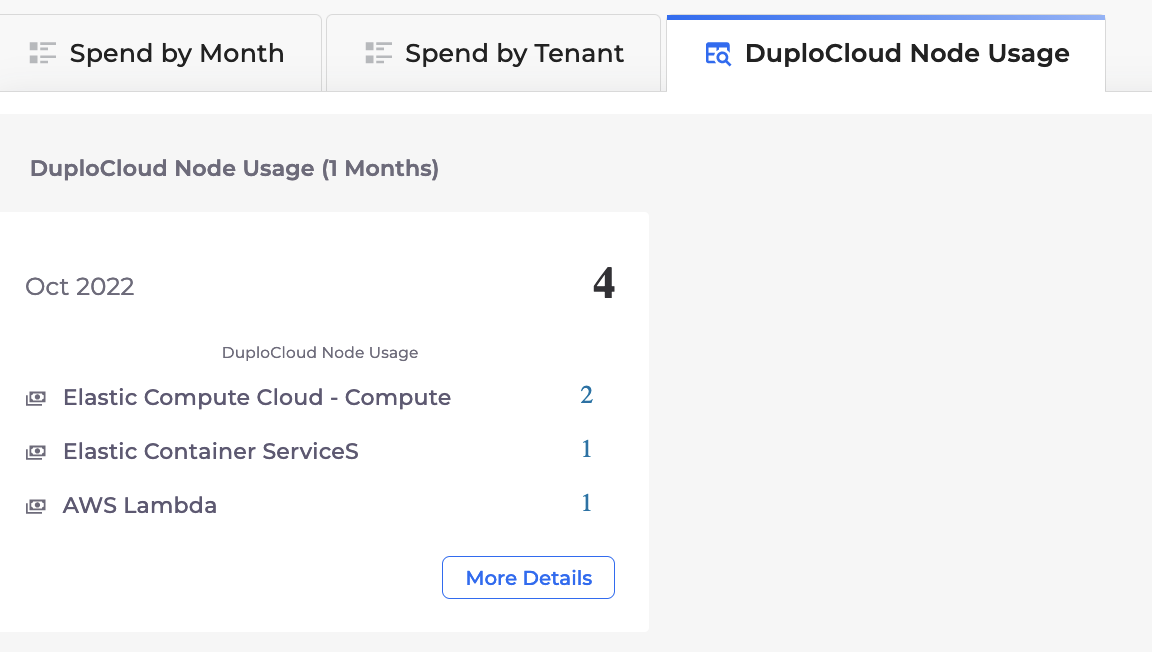 Spend by Month
Spend by Tenant
DuploCloud Node Usage
DuploCloud Node Usage (1 Months)
Oct 2022 4
DuploCloud Node Usage
Elastic Compute Cloud - Compute 2
Elastic Container ServiceS 1
AWS Lambda 1
More Details